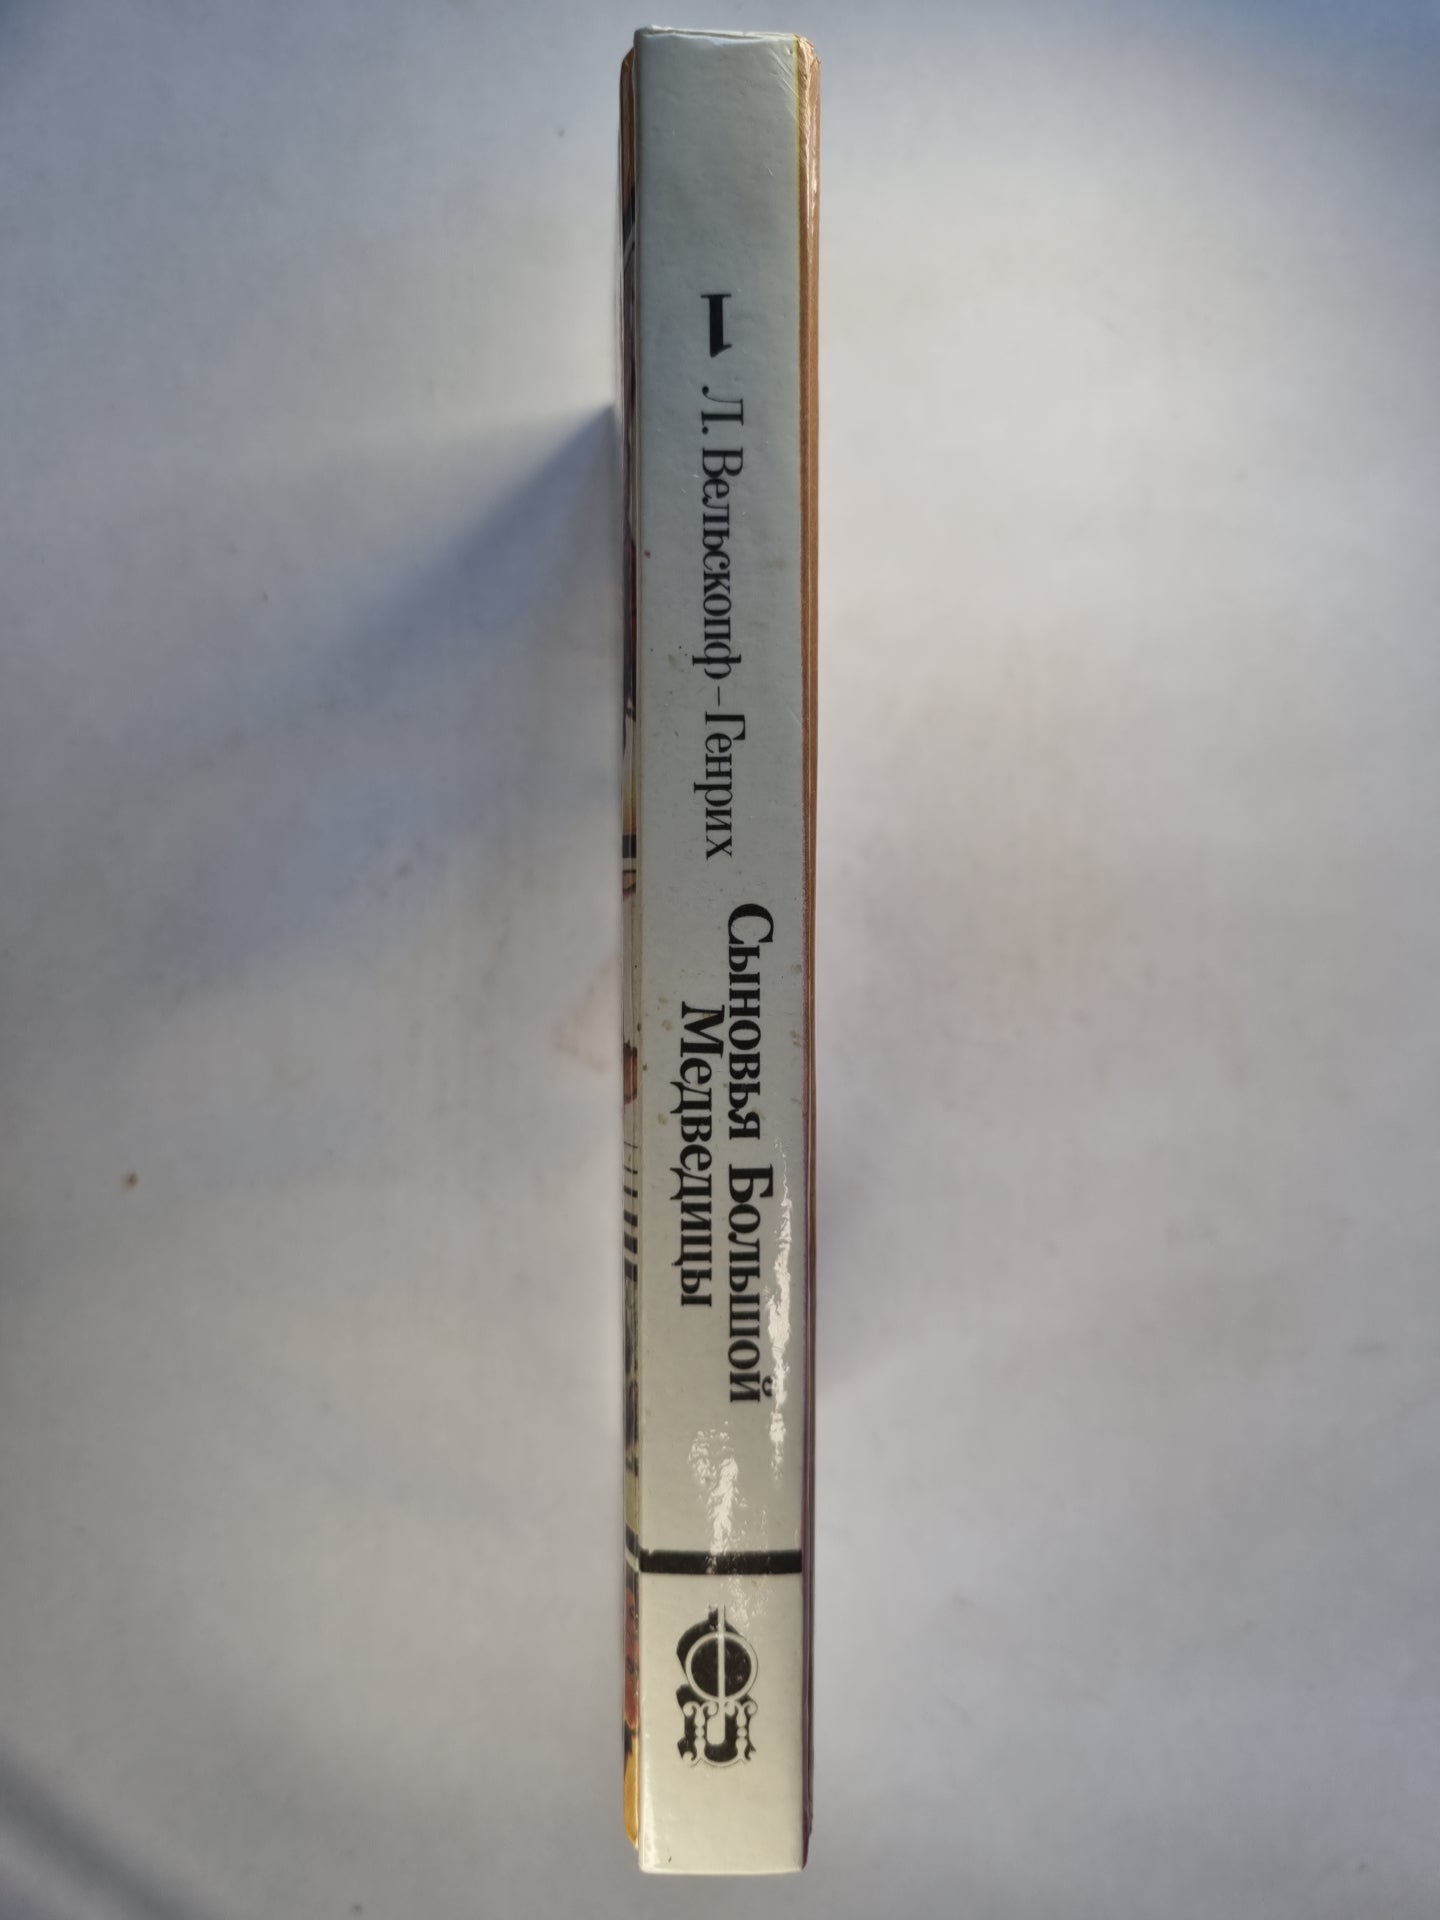 1 Л. Вельскопф-Генрих
Сыновья Большой
Медведицы